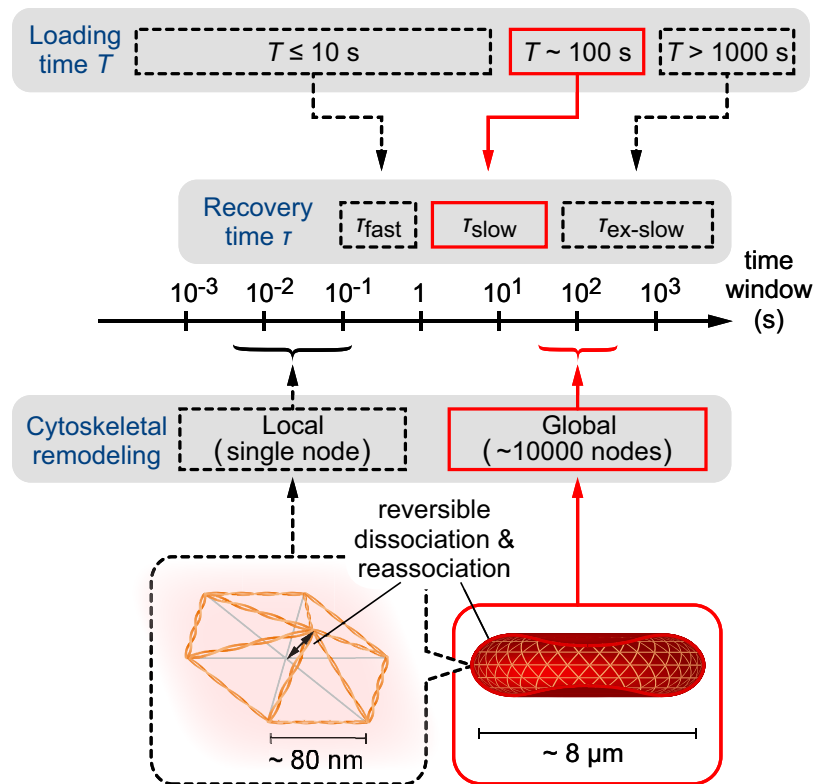 Loading
time T
T ≤ 10 s
T ~ 100 s
T > 1000 s
Recovery
time τ
τfast
τslow
τex-slow
time
window
(s)
10-3
10-2
10-1
1
101
102
103
Cytoskeletal
remodeling
Local
(single node)
Global
(~10000 nodes)
reversible
dissociation &
reassociation
~ 80 nm
~ 8 μm